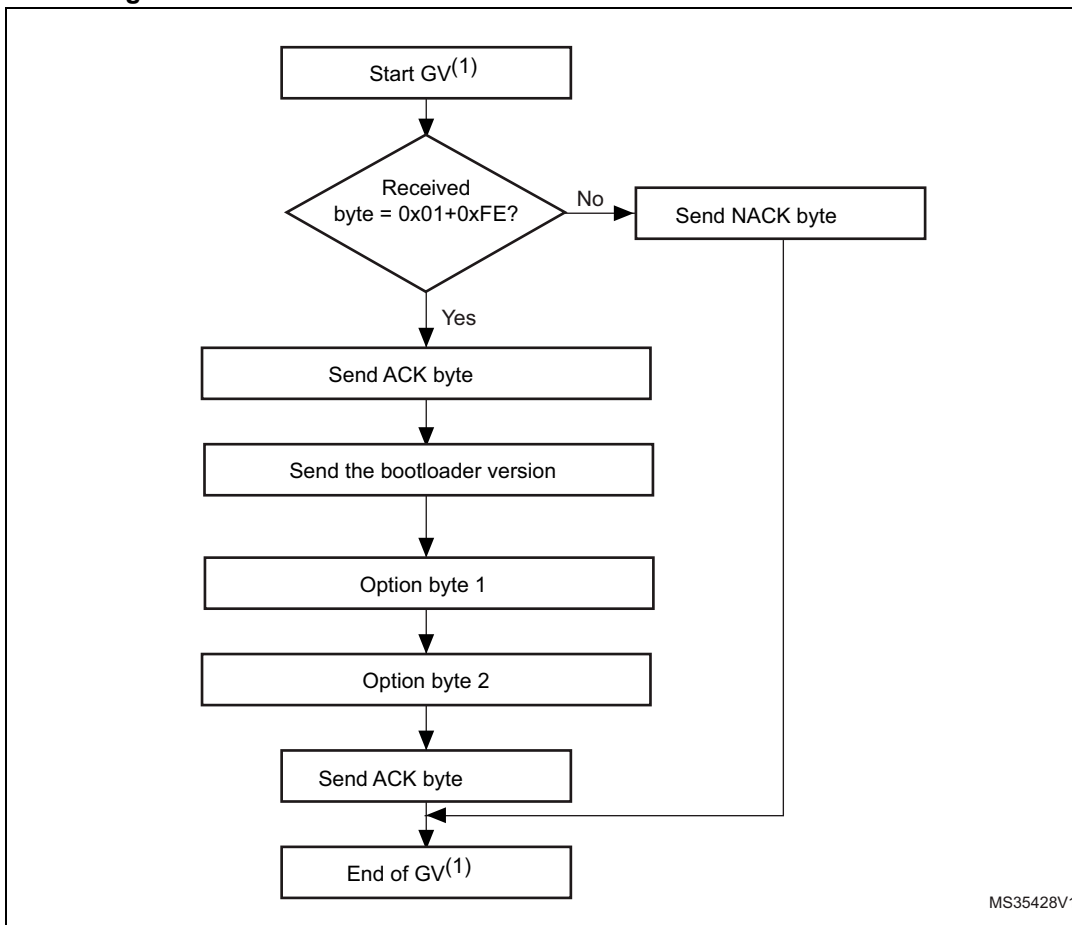 Start GV(1)
Received
byte = 0x01+0xFE?
No
Send NACK byte
Yes
Send ACK byte
Send the bootloader version
Option byte 1
Option byte 2
Send ACK byte
End of GV(1)
MS35428V1